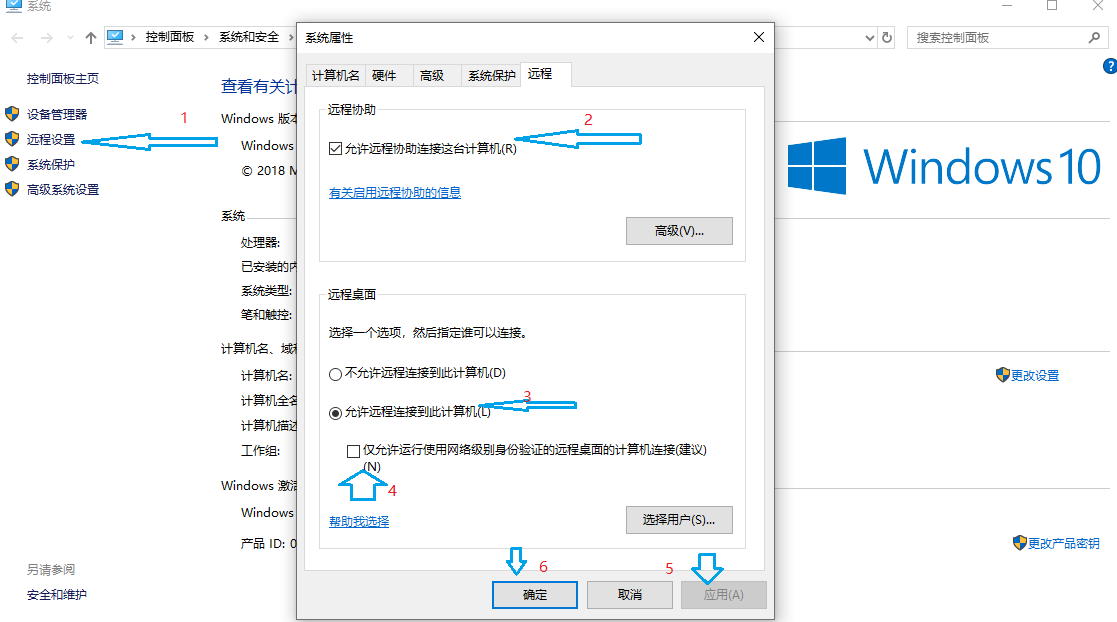 系统
控制面板 > 系统和安全 >
搜索控制面板
控制面板主页
设备管理器
远程设置
系统保护
高级系统设置
1
查看有关计
Windows 版本
Windows
© 2018 M
系统
处理器:
已安装的内
系统类型:
笔和触控:
计算机名、域和
计算机名:
计算机全名
计算机描述
工作组:
Windows 激活
Windows
产品 ID: 0
另请参阅
安全和维护
系统属性
计算机名 硬件 高级 系统保护 远程
远程协助
2
允许远程协助连接这台计算机(R)
有关启用远程协助的信息
高级(V)...
远程桌面
选择一个选项，然后指定谁可以连接。
不允许远程连接到此计算机(D)
3
允许远程连接到此计算机(L)
仅允许运行使用网络级别身份验证的远程桌面的计算机连接(建议)
(N)
4
帮助我选择
选择用户(S)...
6
5
确定 取消 应用(A)
Windows 10
更改设置
更改产品密钥
?